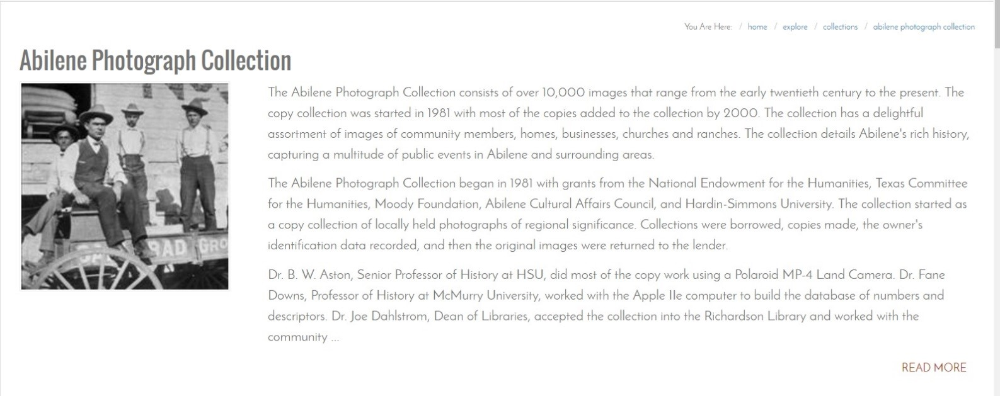 You Are Here: / home / explore / collections / abilene photograph collection
Abilene Photograph Collection
The Abilene Photograph Collection consists of over 10,000 images that range from the early twentieth century to the present. The
copy collection was started in 1981 with most of the copies added to the collection by 2000. The collection has a delightful
assortment of images of community members, homes, businesses, churches and ranches. The collection details Abilene's rich history,
capturing a multitude of public events in Abilene and surrounding areas.
The Abilene Photograph Collection began in 1981 with grants from the National Endowment for the Humanities, Texas Committee
for the Humanities, Moody Foundation, Abilene Cultural Affairs Council, and Hardin-Simmons University. The collection started as
a copy collection of locally held photographs of regional significance. Collections were borrowed, copies made, the owner's
identification data recorded, and then the original images were returned to the lender.
Dr. B. W. Aston, Senior Professor of History at HSU, did most of the copy work using a Polaroid MP-4 Land Camera. Dr. Fane
Downs, Professor of History at McMurry University, worked with the Apple IIe computer to build the database of numbers and
descriptors. Dr. Joe Dahlstrom, Dean of Libraries, accepted the collection into the Richardson Library and worked with the
community ...
READ MORE